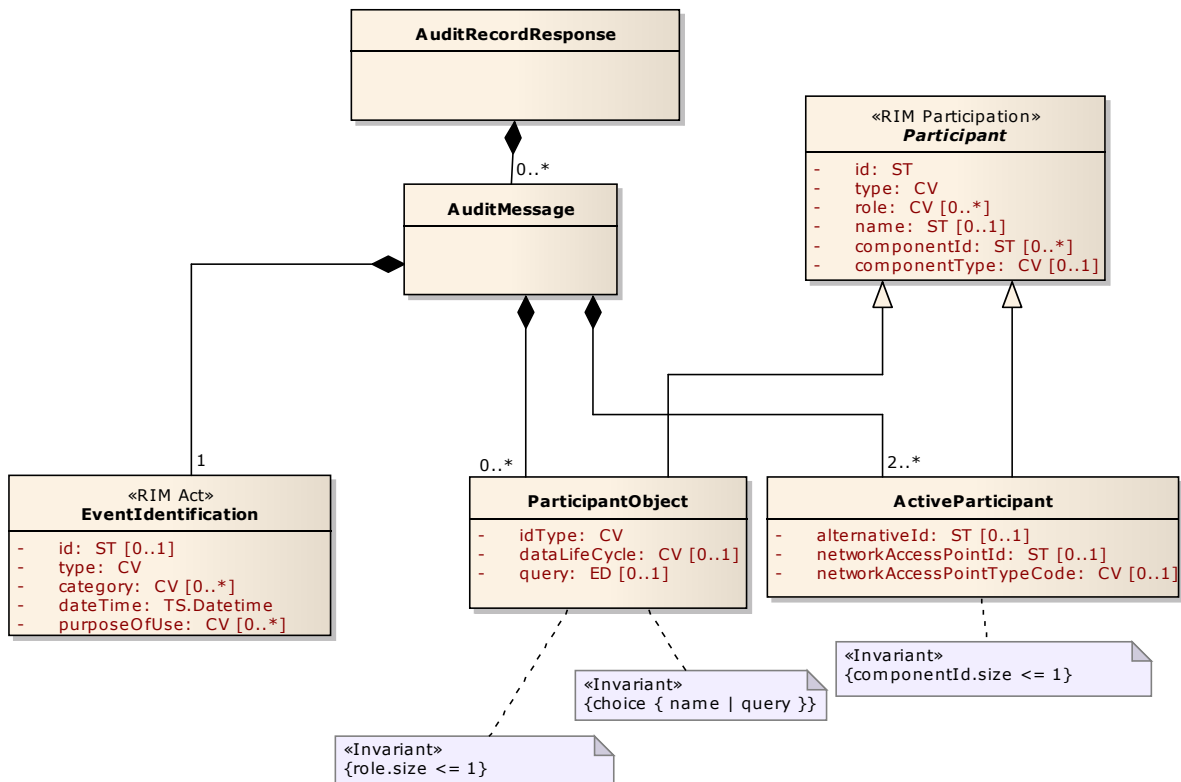 AuditRecordResponse
«RIM Participation»
Participant
- id: ST
- type: CV
- role: CV [0..*]
- name: ST [0..1]
- componentId: ST [0..*]
- componentType: CV [0..1]
0..*
AuditMessage
1
0..*
2..*
«RIM Act»
EventIdentification
- id: ST [0..1]
- type: CV
- category: CV [0..*]
- dateTime: TS.Datetime
- purposeOfUse: CV [0..*]
ParticipantObject
- idType: CV
- dataLifeCycle: CV [0..1]
- query: ED [0..1]
ActiveParticipant
- alternativeId: ST [0..1]
- networkAccessPointId: ST [0..1]
- networkAccessPointTypeCode: CV [0..1]
«Invariant»
{componentId.size <= 1}
«Invariant»
{choice { name | query }}
«Invariant»
{role.size <= 1}